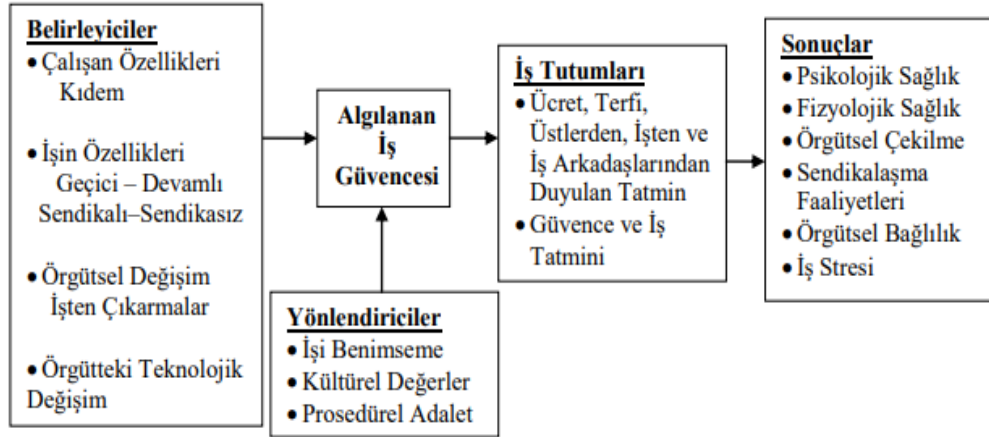 Belirleyiciler
• Çalışan Özellikleri
Kıdem
• İşin Özellikleri
Geçici – Devamlı
Sendikalı–Sendikasız
• Örgütsel Değişim
İşten Çıkarmalar
• Örgütteki Teknolojik
Değişim
Algılanan
İş
Güvencesi
Yönlendiriciler
• İşi Benimseme
• Kültürel Değerler
• Prosedürel Adalet
İş Tutumları
• Ücret, Terfi,
Üstlerden, İşten ve
İş Arkadaşlarından
Duyulan Tatmin
• Güvence ve İş
Tatmini
Sonuçlar
• Psikolojik Sağlık
• Fizyolojik Sağlık
• Örgütsel Çekilme
• Sendikalaşma
Faaliyetleri
• Örgütsel Bağlılık
• İş Stresi